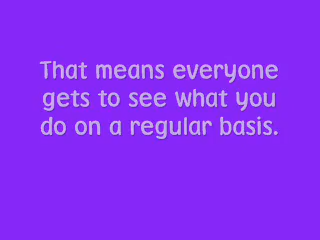 That means everyone
gets to see what you
do on a regular basis.